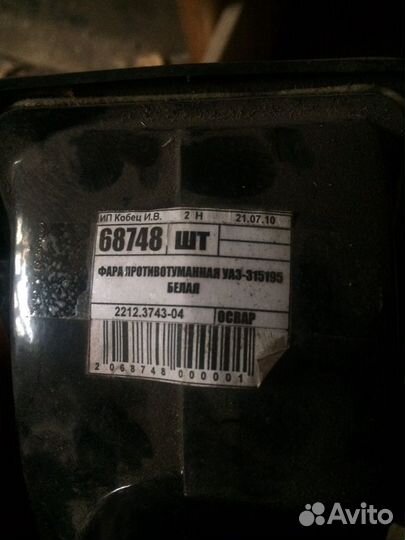 ИП Кобец И.В. 2 Н 21.07.10
68748 ШТ
ФАРА ПРОТИВОТУМАННАЯ УАЗ-315195
БЕЛАЯ
2212.3743-04 ОСВАР
2068748000001
Avito